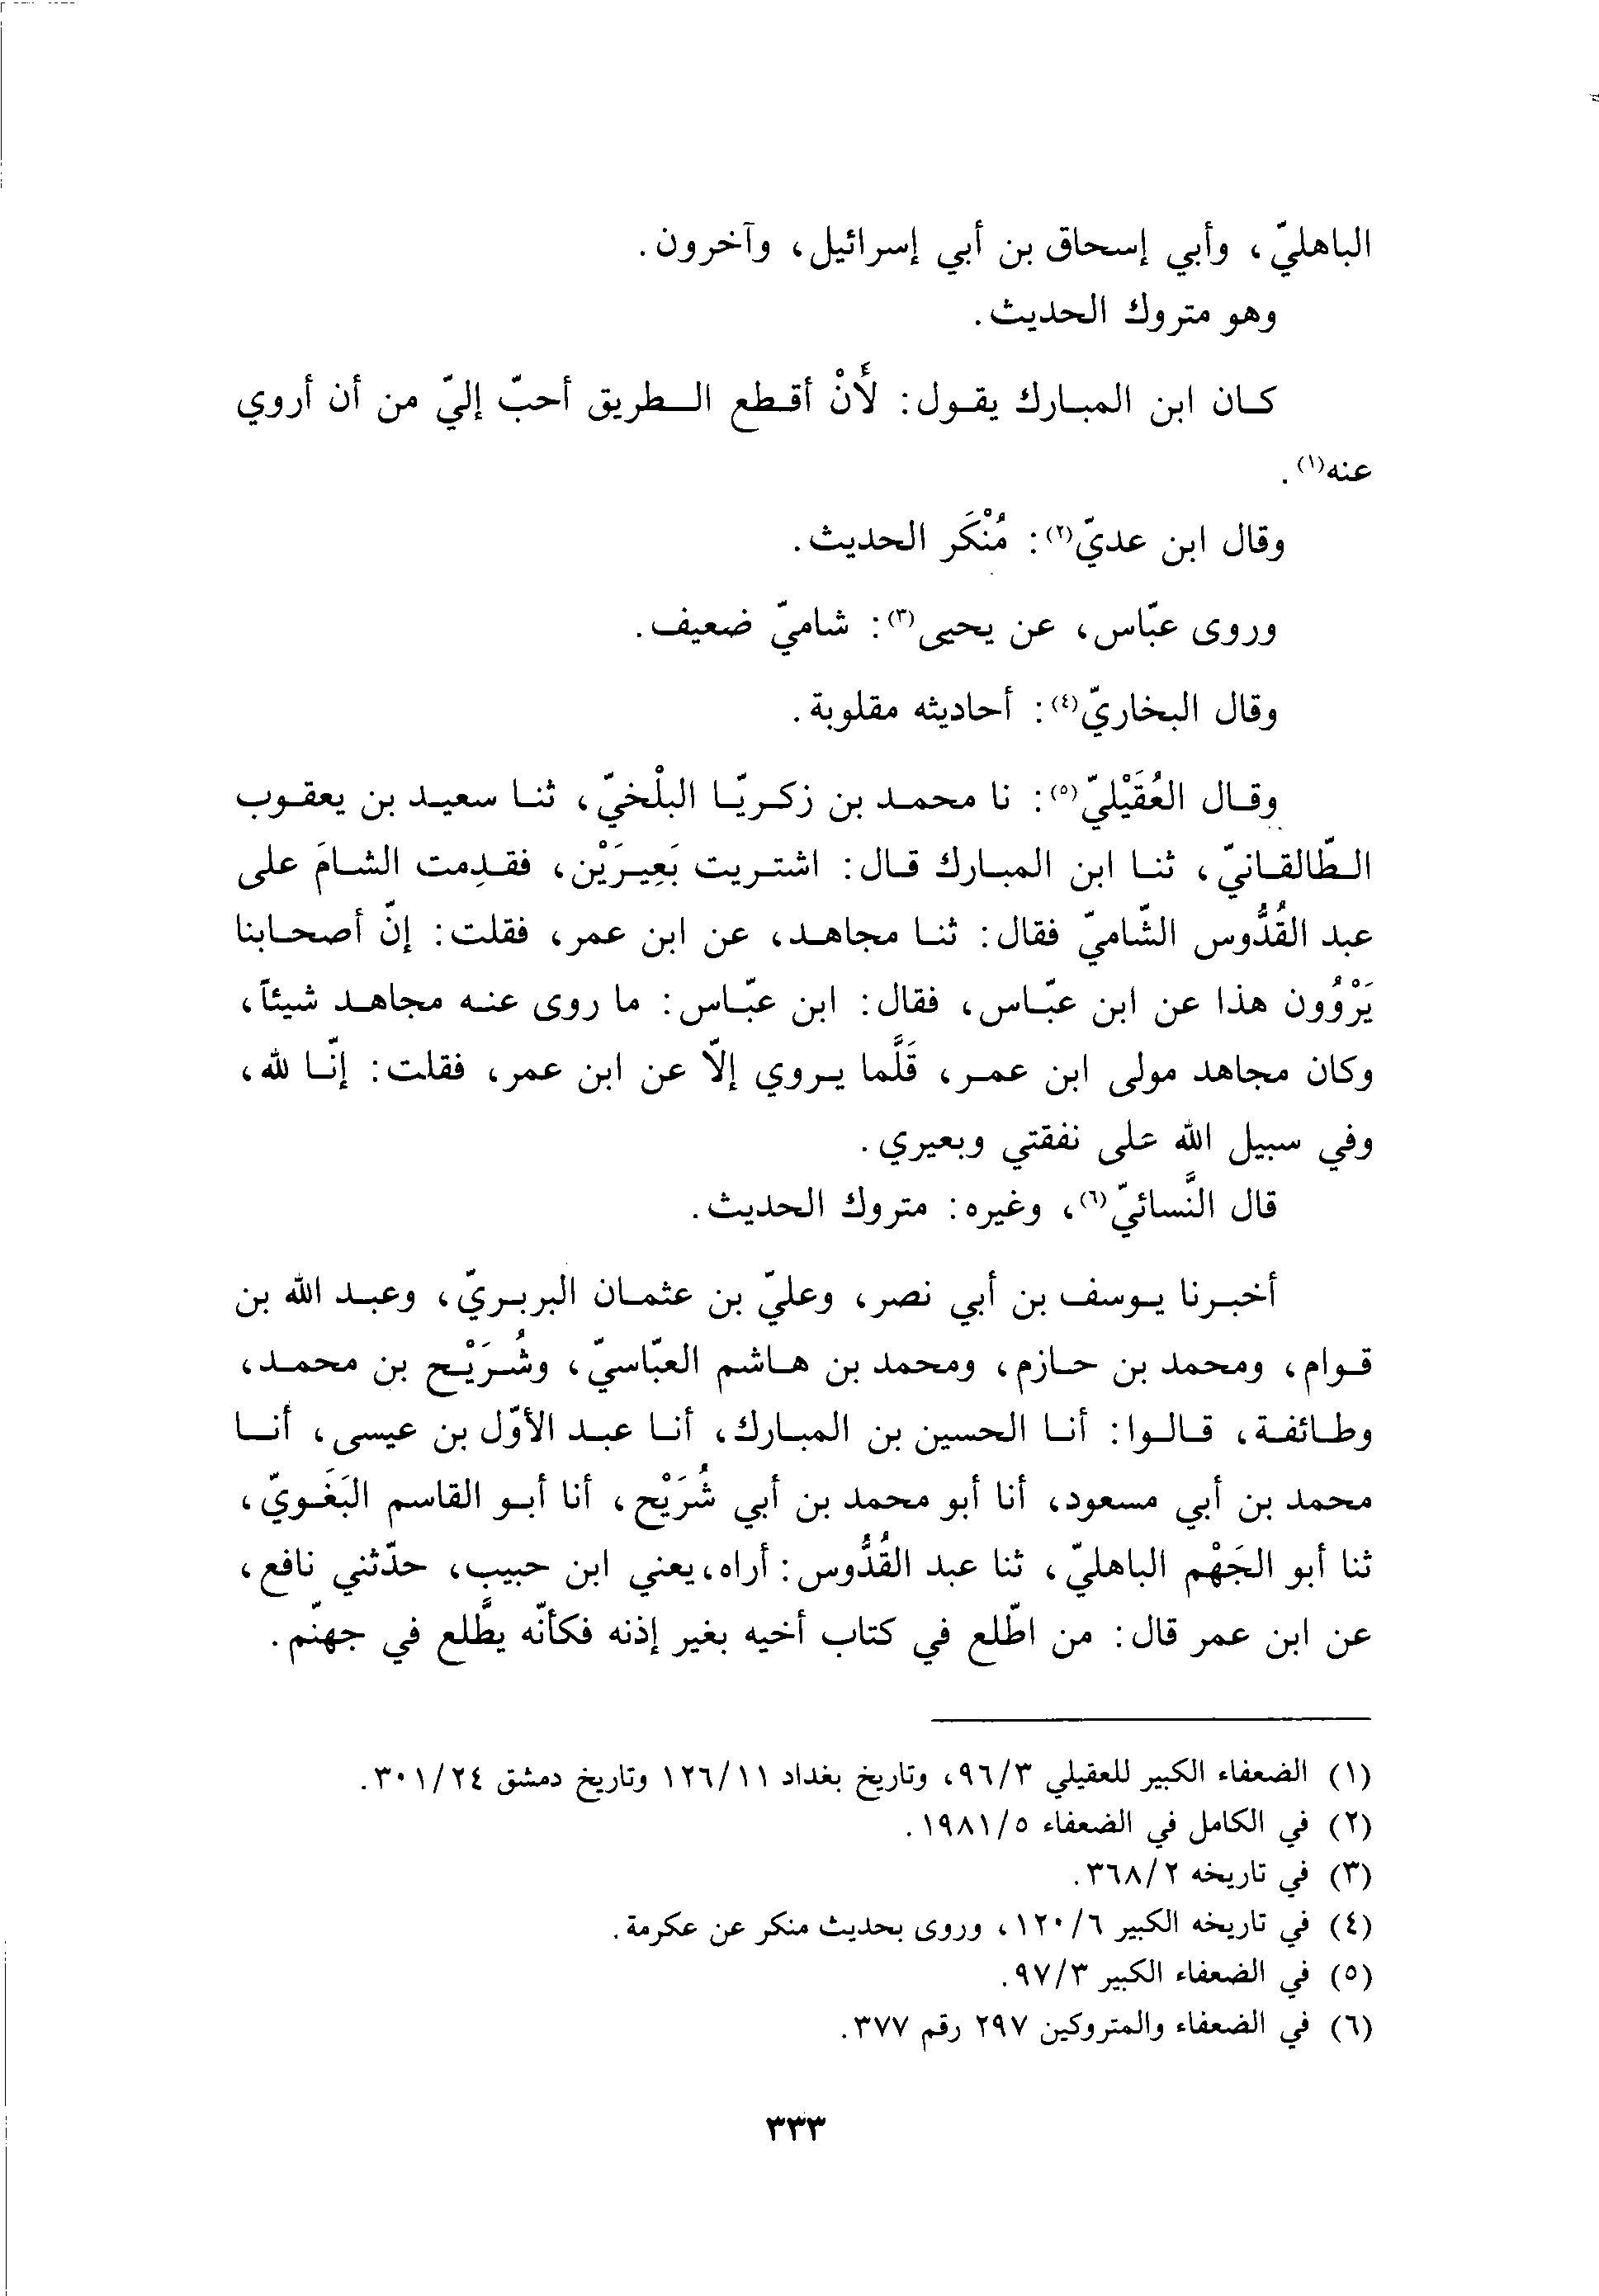 الباهليّ، وأبي إسحاق بن أبي إسرائيل، وآخرون.
وهو متروك الحديث.
كان ابن المبارك يقول: لَأَنْ أقطع الطريق أحبّ إليّ من أن أروي
عنه(١).
وقال ابن عديّ(٢): مُنْكَر الحديث.
وروى عبّاس، عن يحيى(٣): شاميّ ضعيف.
وقال البخاريّ(٤): أحاديثه مقلوبة.
وقال العُقَيْليّ(٥): نا محمد بن زكريّا البلْخيّ، ثنا سعيد بن يعقوب
الطّالقانيّ، ثنا ابن المبارك قال: اشتريت بَعِيرَيْن، فقدِمت الشامَ على
عبد القُدُّوس الشّاميّ فقال: ثنا مجاهد، عن ابن عمر، فقلت: إنّ أصحابنا
يَرْوُون هذا عن ابن عبّاس، فقال: ابن عبّاس: ما روى عنه مجاهد شيئاً،
وكان مجاهد مولى ابن عمر، قَلَّما يروي إلاّ عن ابن عمر، فقلت: إنّا لله،
وفي سبيل الله على نفقتي وبعيري.
قال النَّسائيّ(٦)، وغيره: متروك الحديث.
أخبرنا يوسف بن أبي نصر، وعليّ بن عثمان البربريّ، وعبد الله بن
قوام، ومحمد بن حازم، ومحمد بن هاشم العبّاسيّ، وشُرَيْح بن محمد،
وطائفة، قالوا: أنا الحسين بن المبارك، أنا عبد الأوّل بن عيسى، أنا
محمد بن أبي مسعود، أنا أبو محمد بن أبي شُرَيْح، أنا أبو القاسم البَغَويّ،
ثنا أبو الجَهْم الباهليّ، ثنا عبد القُدُّوس: أراه، يعني ابن حبيب، حدّثني نافع،
عن ابن عمر قال: من اطّلع في كتاب أخيه بغير إذنه فكأنّه يطَّلع في جهنّم.
(١) الضعفاء الكبير للعقيلي ٩٦/٣، وتاريخ بغداد ١٢٦/١١ وتاريخ دمشق ٣٠١/٢٤.
(٢) في الكامل في الضعفاء ١٩٨١/٥.
(٣) في تاريخه ٣٦٨/٢.
(٤) في تاريخه الكبير ١٢٠/٦، وروى بحديث منكر عن عكرمة.
(٥) في الضعفاء الكبير ٩٧/٣.
(٦) في الضعفاء والمتروكين ٢٩٧ رقم ٣٧٧.
٣٣٣